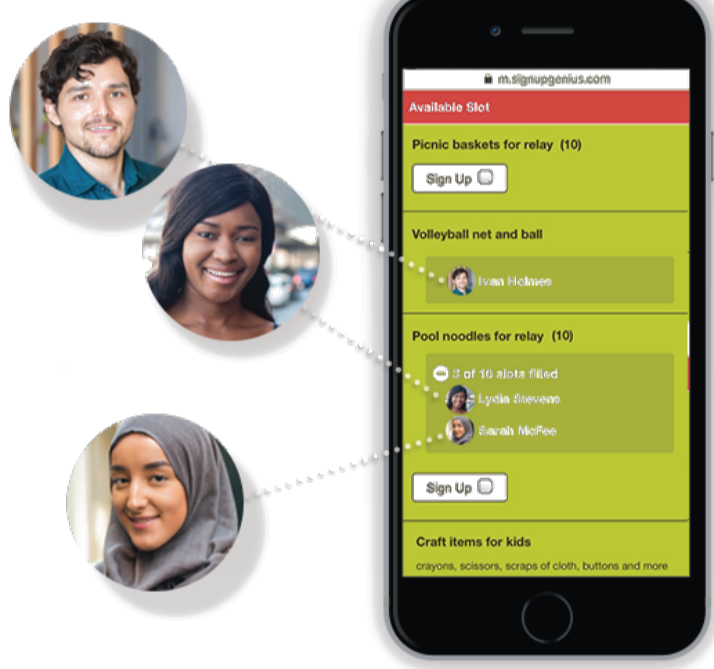 m.signupgenius.com
Available Slot
Picnic baskets for relay (10)
Sign Up
Volleyball net and ball
Ivan Holmes
Pool noodles for relay (10)
3 of 10 slots filled
Lydia Stevens
Sarah McFee
Sign Up
Craft items for kids
crayons, scissors, scraps of cloth, buttons and more